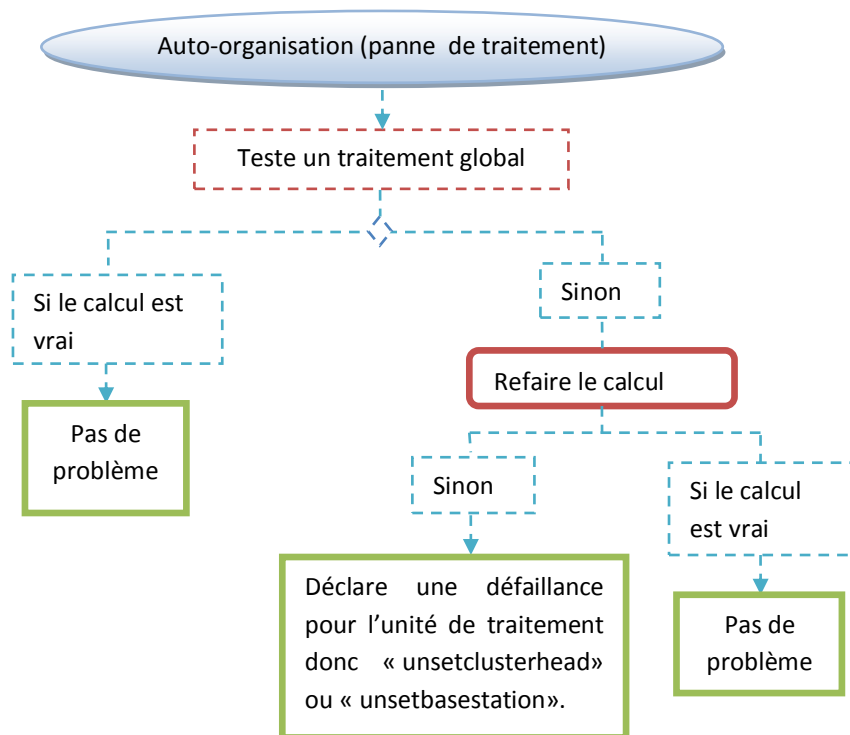 Auto-organisation (panne de traitement)
Teste un traitement global
Si le calcul est
vrai
Sinon
Refaire le calcul
Pas de
problème
Sinon
Si le calcul
est vrai
Déclare une défaillance
pour l’unité de traitement
donc « unsetclusterhead»
ou « unsetbasestation».
Pas de
problème